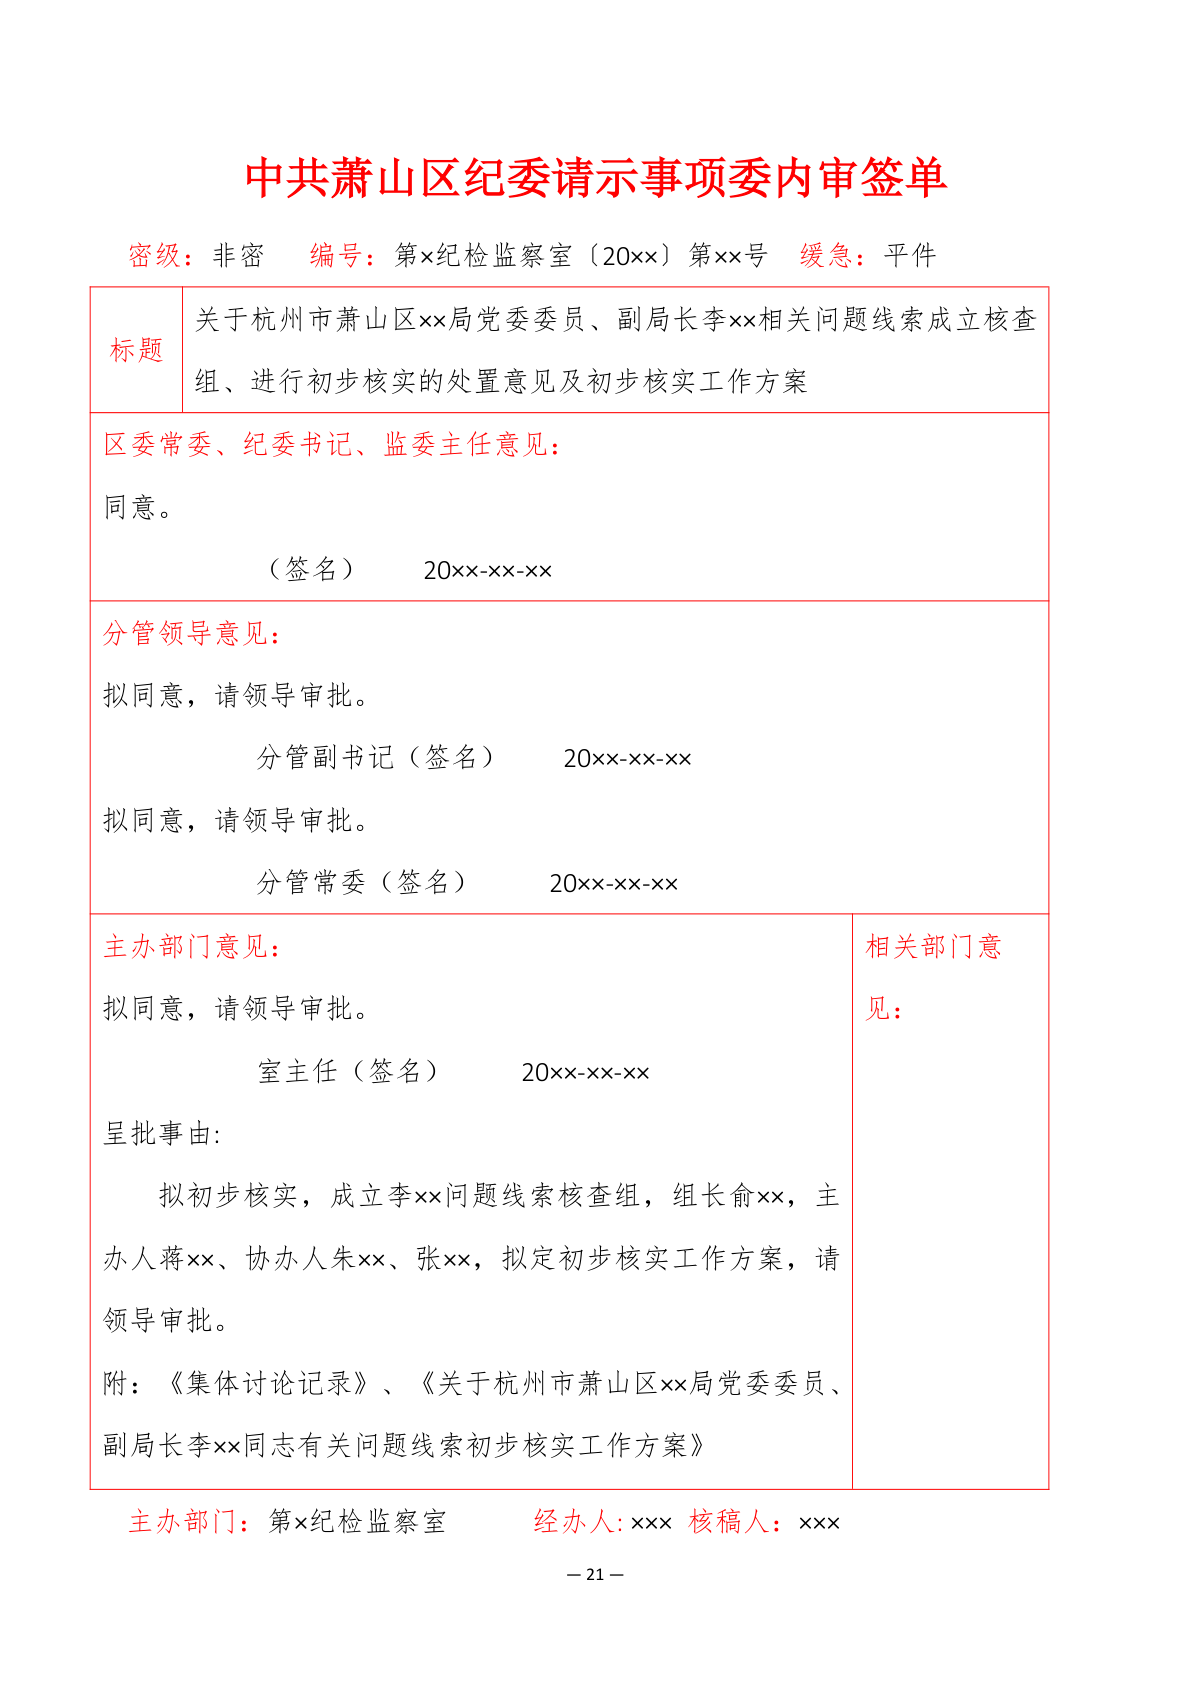 中共萧山区纪委请示事项委内审签单
密级：非密 编号：第×纪检监察室〔20××〕第××号 缓急：平件
标题
关于杭州市萧山区××局党委委员、副局长李××相关问题线索成立核查
组、进行初步核实的处置意见及初步核实工作方案
区委常委、纪委书记、监委主任意见：
同意。
（签名） 20××-××-××
分管领导意见：
拟同意，请领导审批。
分管副书记（签名） 20××-××-××
拟同意，请领导审批。
分管常委（签名） 20××-××-××
主办部门意见：
拟同意，请领导审批。
室主任（签名） 20××-××-××
呈批事由:
拟初步核实，成立李××问题线索核查组，组长俞××，主
办人蒋××、协办人朱××、张××，拟定初步核实工作方案，请
领导审批。
附：《集体讨论记录》、《关于杭州市萧山区××局党委委员、
副局长李××同志有关问题线索初步核实工作方案》
相关部门意
见：
主办部门：第×纪检监察室 经办人: ××× 核稿人：×××
— 21 —